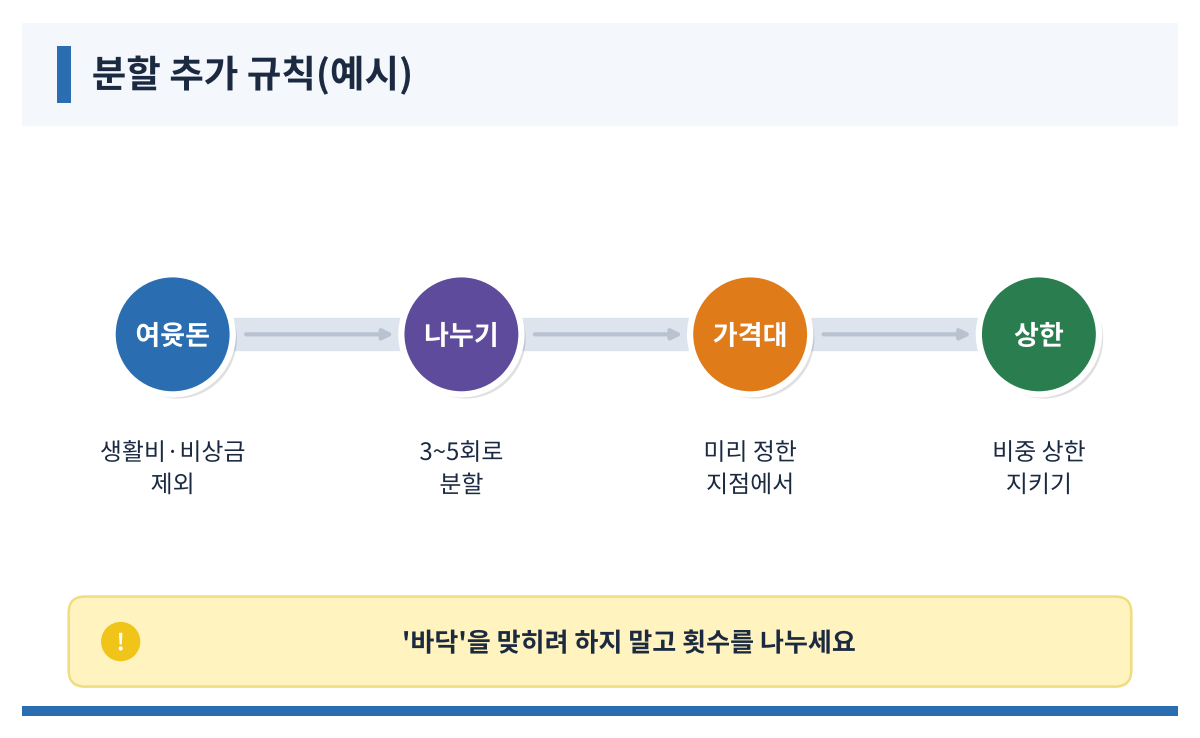 분할 추가 규칙(예시)
여윳돈
나누기
가격대
상한
생활비·비상금
제외
3~5회로
분할
미리 정한
지점에서
비중 상한
지키기
!
'바닥'을 맞히려 하지 말고 횟수를 나누세요